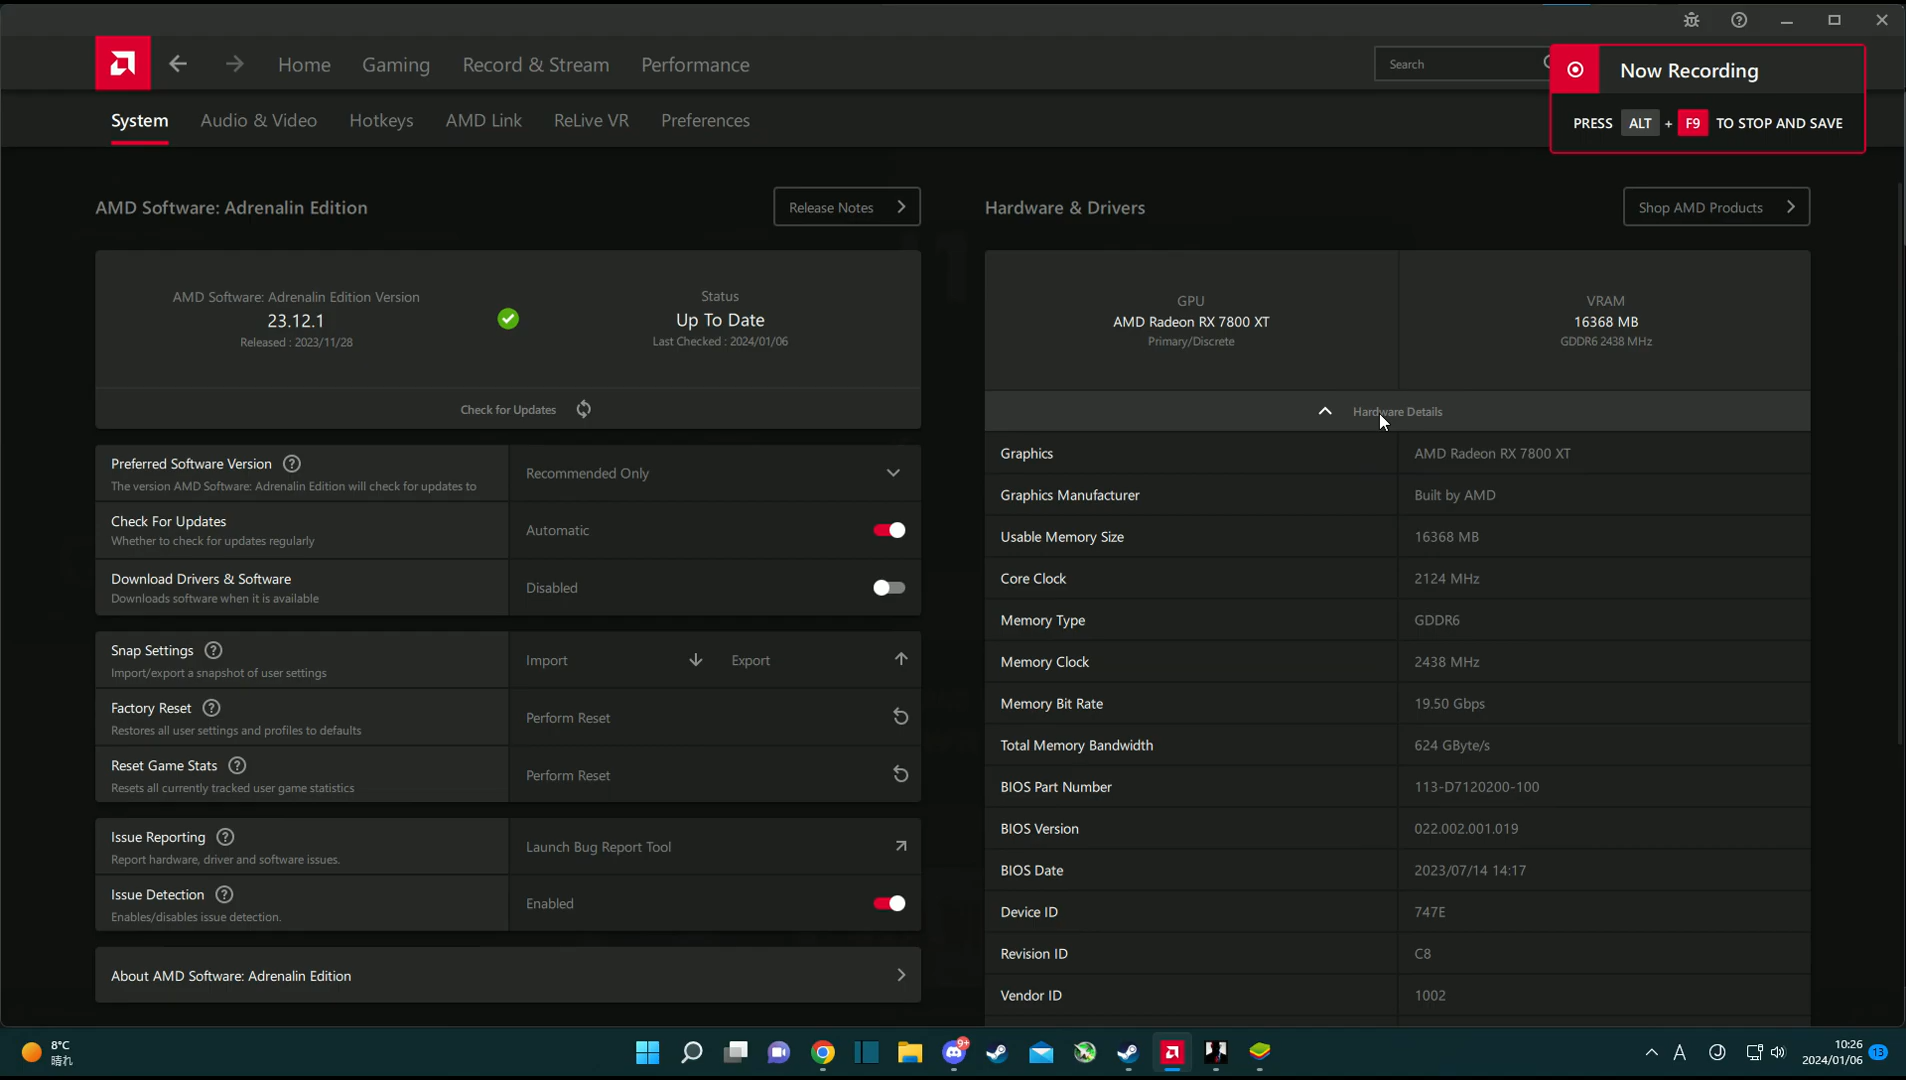 Home
Gaming
Record & Stream
Performance
Search
Now Recording
PRESS ALT + F9 TO STOP AND SAVE
System
Audio & Video
Hotkeys
AMD Link
ReLive VR
Preferences
AMD Software: Adrenalin Edition
Release Notes
AMD Software: Adrenalin Edition Version
23.12.1
Released : 2023/11/28
Status
Up To Date
Last Checked : 2024/01/06
Check for Updates
Preferred Software Version
The version AMD Software: Adrenalin Edition will check for updates to
Recommended Only
Check For Updates
Whether to check for updates regularly
Automatic
Download Drivers & Software
Downloads software when it is available
Disabled
Snap Settings
Import/export a snapshot of user settings
Import
Export
Factory Reset
Restores all user settings and profiles to defaults
Perform Reset
Reset Game Stats
Resets all currently tracked user game statistics
Perform Reset
Issue Reporting
Report hardware, driver and software issues.
Launch Bug Report Tool
Issue Detection
Enables/disables issue detection.
Enabled
About AMD Software: Adrenalin Edition
Hardware & Drivers
Shop AMD Products
GPU
AMD Radeon RX 7800 XT
Primary/Discrete
VRAM
16368 MB
GDDR6 2438 MHz
Hardware Details
Graphics
AMD Radeon RX 7800 XT
Graphics Manufacturer
Built by AMD
Usable Memory Size
16368 MB
Core Clock
2124 MHz
Memory Type
GDDR6
Memory Clock
2438 MHz
Memory Bit Rate
19.50 Gbps
Total Memory Bandwidth
624 GByte/s
BIOS Part Number
113-D7120200-100
BIOS Version
022.002.001.019
BIOS Date
2023/07/14 14:17
Device ID
747E
Revision ID
C8
Vendor ID
1002
8°C
晴れ
9+
A
10:26
2024/01/06
13